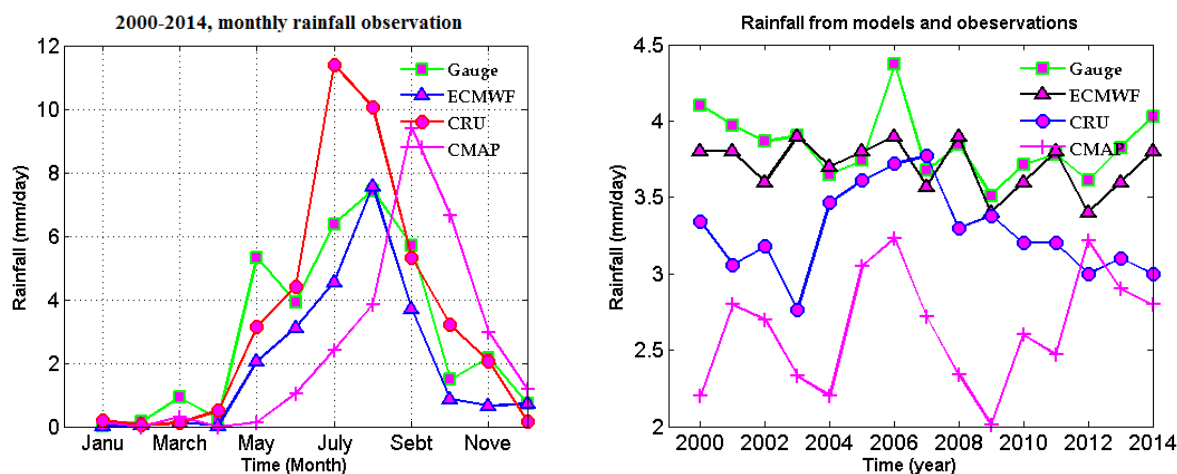 2000-2014, monthly rainfall observation
12
10
8
6
4
2
0
Rainfall (mm/day)
Gauge
ECMWF
CRU
CMAP
Janu March May July Sebt Nove
Time (Month)
Rainfall from models and obeservations
4.5
4
3.5
3
2.5
2
Rainfall (mm/day)
Gauge
ECMWF
CRU
CMAP
2000 2002 2004 2006 2008 2010 2012 2014
Time (year)